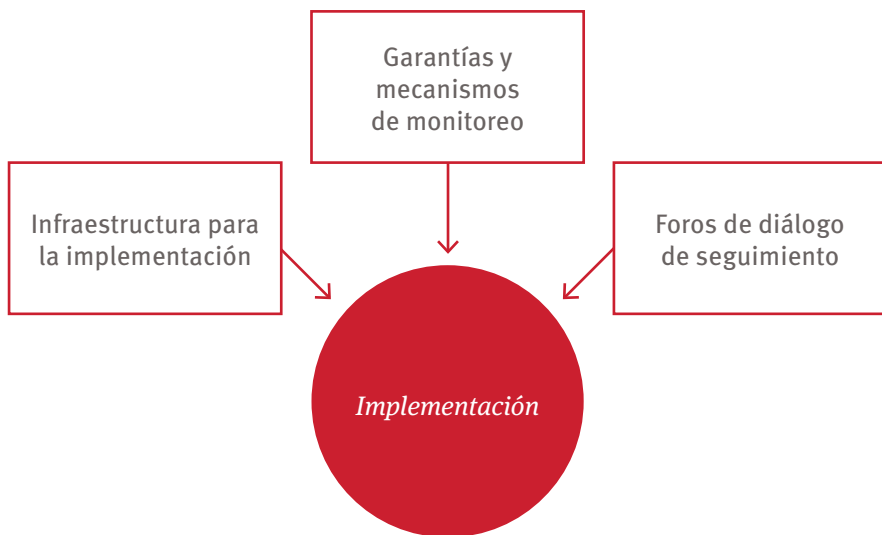 Garantías y
mecanismos
de monitoreo
Infraestructura para
la implementación
Foros de diálogo
de seguimiento
Implementación